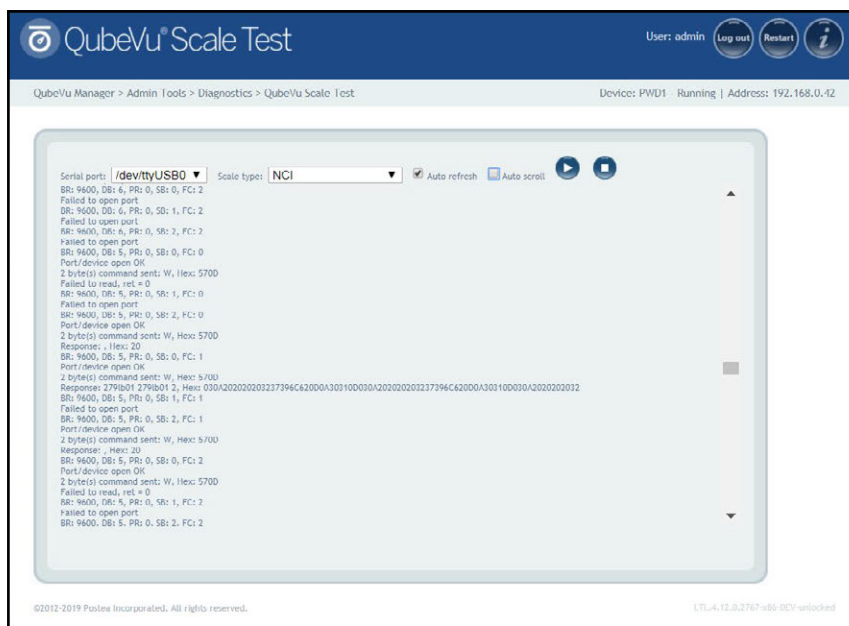 QubeVu® Scale Test
User: admin
Log out
Restart
i
QubeVu Manager > Admin Tools > Diagnostics > QubeVu Scale Test
Device: PWD1 - Running | Address: 192.168.0.42
Serial port: /dev/ttyUSB0 ▼ Scale type: NCI ▼ Auto refresh Auto scroll
BR: 9600, DB: 6, PR: 0, SB: 0, FC: 2
Failed to open port
BR: 9600, DB: 6, PR: 0, SB: 1, FC: 2
Failed to open port
BR: 9600, DB: 6, PR: 0, SB: 2, FC: 2
Failed to open port
BR: 9600, DB: 5, PR: 0, SB: 0, FC: 0
Port/device open OK
2 byte(s) command sent: W, Hex: 570D
Failed to read, ret = 0
BR: 9600, DB: 5, PR: 0, SB: 1, FC: 0
Failed to open port
BR: 9600, DB: 5, PR: 0, SB: 2, FC: 0
Port/device open OK
2 byte(s) command sent: W, Hex: 570D
Response: , Hex: 20
BR: 9600, DB: 5, PR: 0, SB: 0, FC: 1
Port/device open OK
2 byte(s) command sent: W, Hex: 570D
Response: 279lb01 279lb01 2, Hex: 030A202020203237396C620D0A30310D030A202020203237396C620D0A30310D030A2020202032
BR: 9600, DB: 5, PR: 0, SB: 1, FC: 1
Failed to open port
BR: 9600, DB: 5, PR: 0, SB: 2, FC: 1
Port/device open OK
2 byte(s) command sent: W, Hex: 570D
Response: , Hex: 20
BR: 9600, DB: 5, PR: 0, SB: 0, FC: 2
Port/device open OK
2 byte(s) command sent: W, Hex: 570D
Failed to read, ret = 0
BR: 9600, DB: 5, PR: 0, SB: 1, FC: 2
Failed to open port
BR: 9600, DB: 5, PR: 0, SB: 2, FC: 2
©2012-2019 Postea Incorporated. All rights reserved.
LTL.4.12.0.2767-x86-DEV-unlocked